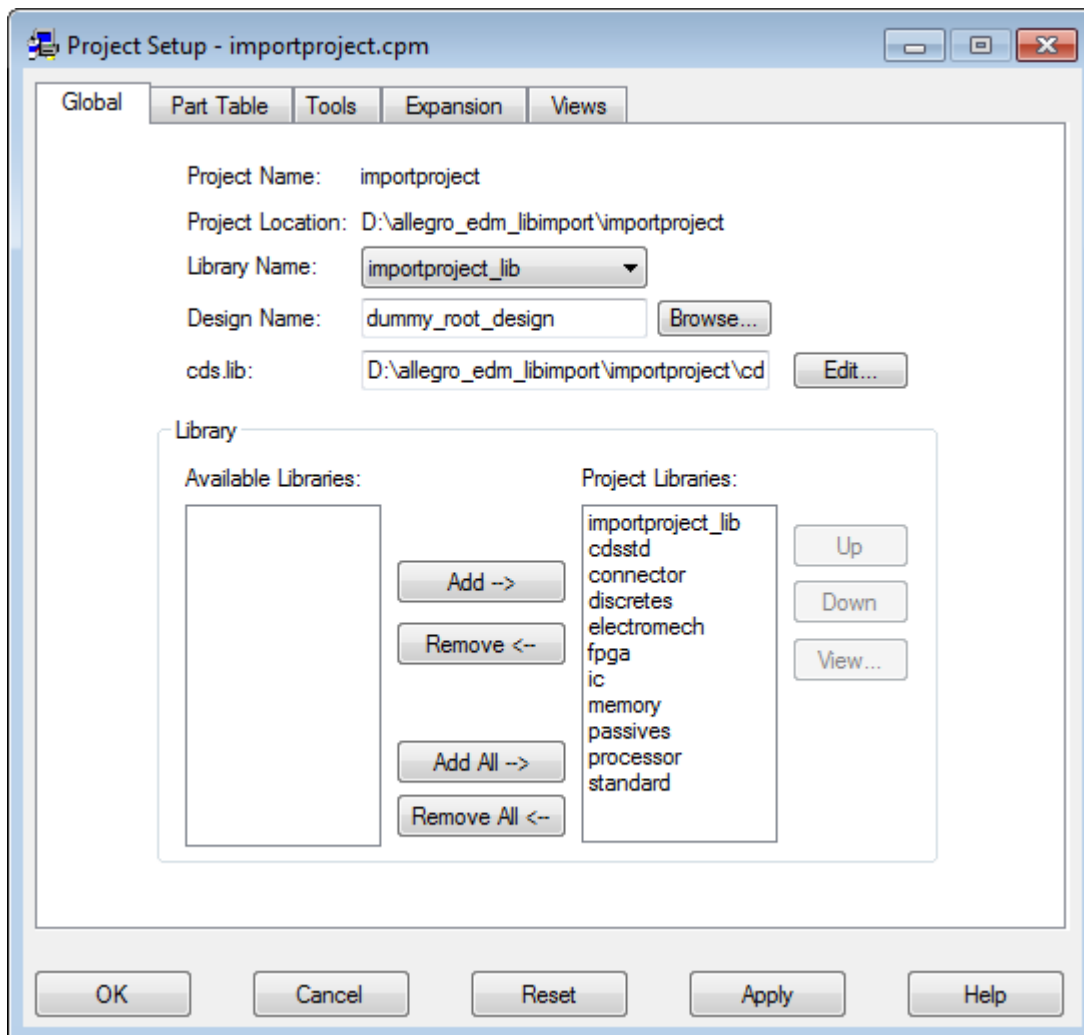 Project Setup - importproject.cpm
Global Part Table Tools Expansion Views
Project Name: importproject
Project Location: D:\allegro_edm_libimport\importproject
Library Name: importproject_lib
Design Name: dummy_root_design Browse...
cds.lib: D:\allegro_edm_libimport\importproject\cd Edit...
Library
Available Libraries: Project Libraries:
importproject_lib
cdsstd
connector
discretes
electromech
fpga
ic
memory
passives
processor
standard
Add -->
Remove <--
Add All -->
Remove All <--
Up
Down
View...
OK Cancel Reset Apply Help